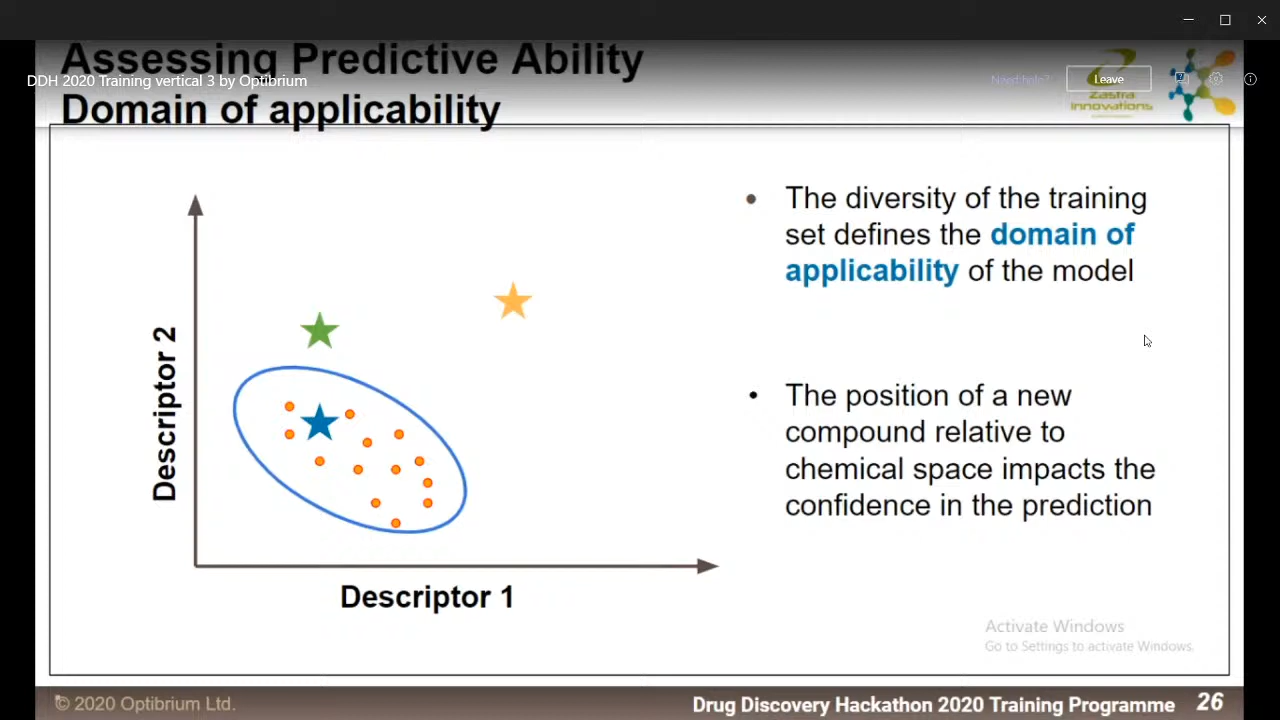 Assessing Predictive Ability
DDH 2020 Training vertical 3 by Optibrium
Need help?
Leave
Domain of applicability
Zastra
innovations
• The diversity of the training
set defines the domain of
applicability of the model
• The position of a new
compound relative to
chemical space impacts the
confidence in the prediction
Descriptor 2
Descriptor 1
Activate Windows
Go to Settings to activate Windows.
© 2020 Optibrium Ltd.
Drug Discovery Hackathon 2020 Training Programme 26